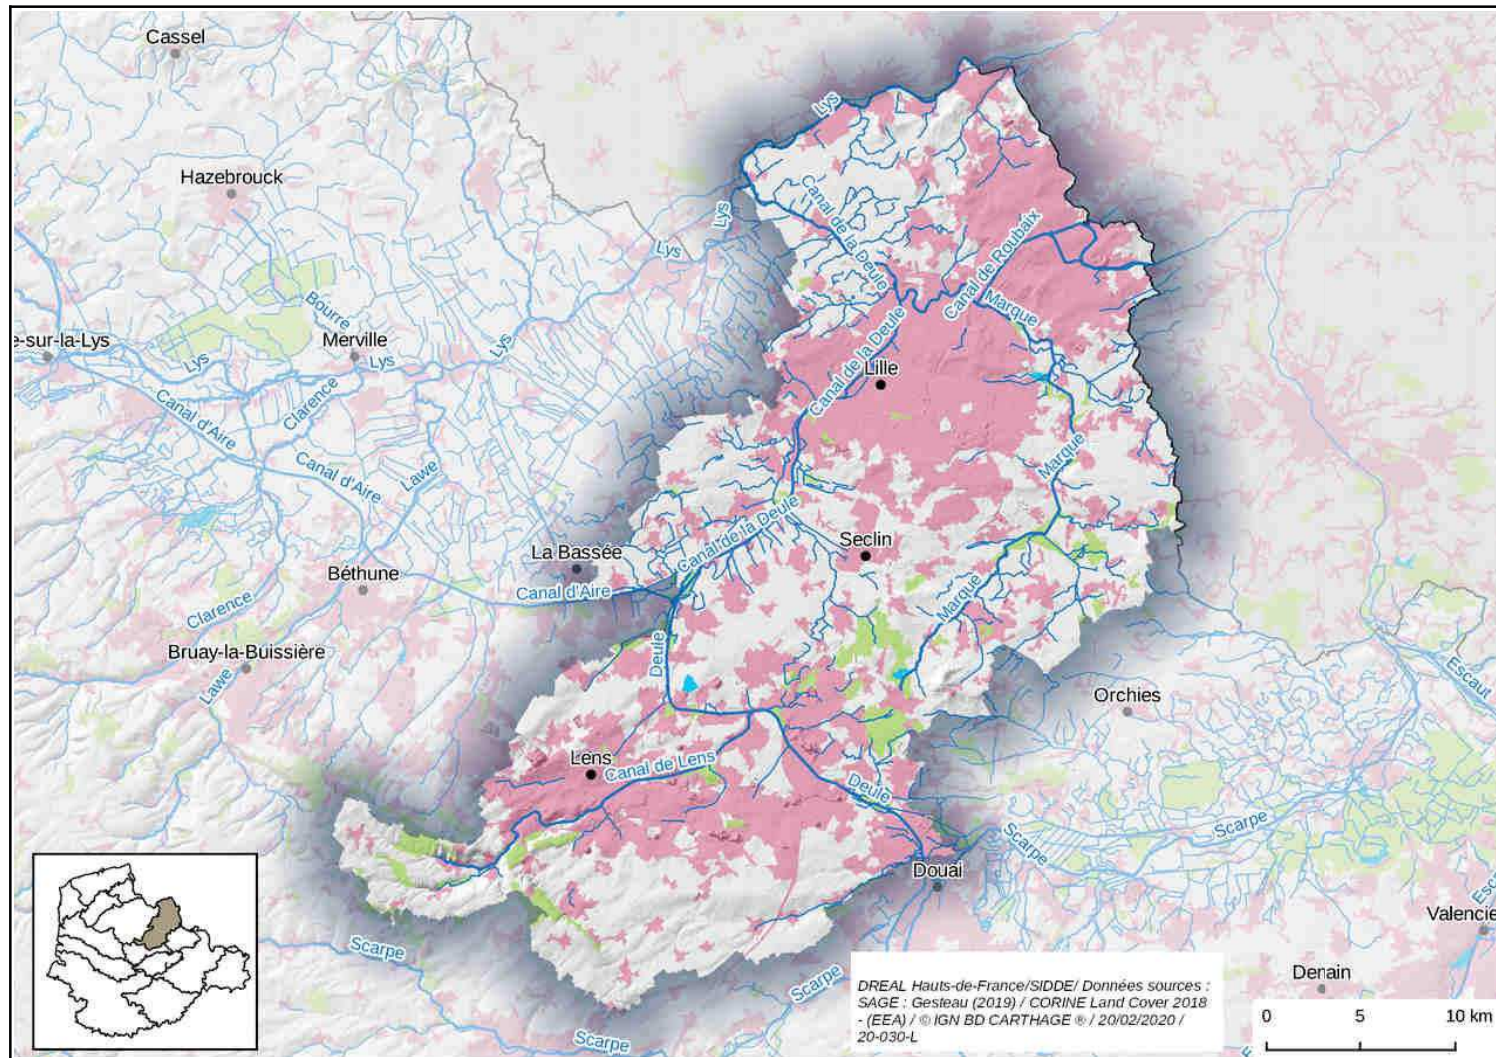 Cassel
Lys
Hazebrouck
Canal de la Deule
Lys
Lys
Canal de Roubaix
Bourre
Marque
e-sur-la-Lys
Merville
Lys
Lys
Lys
Canal de la Deule
Lille
Clarence
Canal d'Aire
Marque
Canal d'Aire
Lawe
Canal de la Deule
Seclin
La Bassée
Béthune
Canal d'Aire
Clarence
Marque
Deule
Bruay-la-Buissière
Lawe
Escaut
Orchies
Lens
Canal de Lens
Deule
Scarpe
Scarpe
Douai
Valencie
Esca
Scarpe
Scarpe
Denain
Scarpe
DREAL Hauts-de-France/SIDDE/ Données sources :
SAGE : Gesteau (2019) / CORINE Land Cover 2018
- (EEA) / © IGN BD CARTHAGE ® / 20/02/2020 /
20-030-L
0 5 10 km